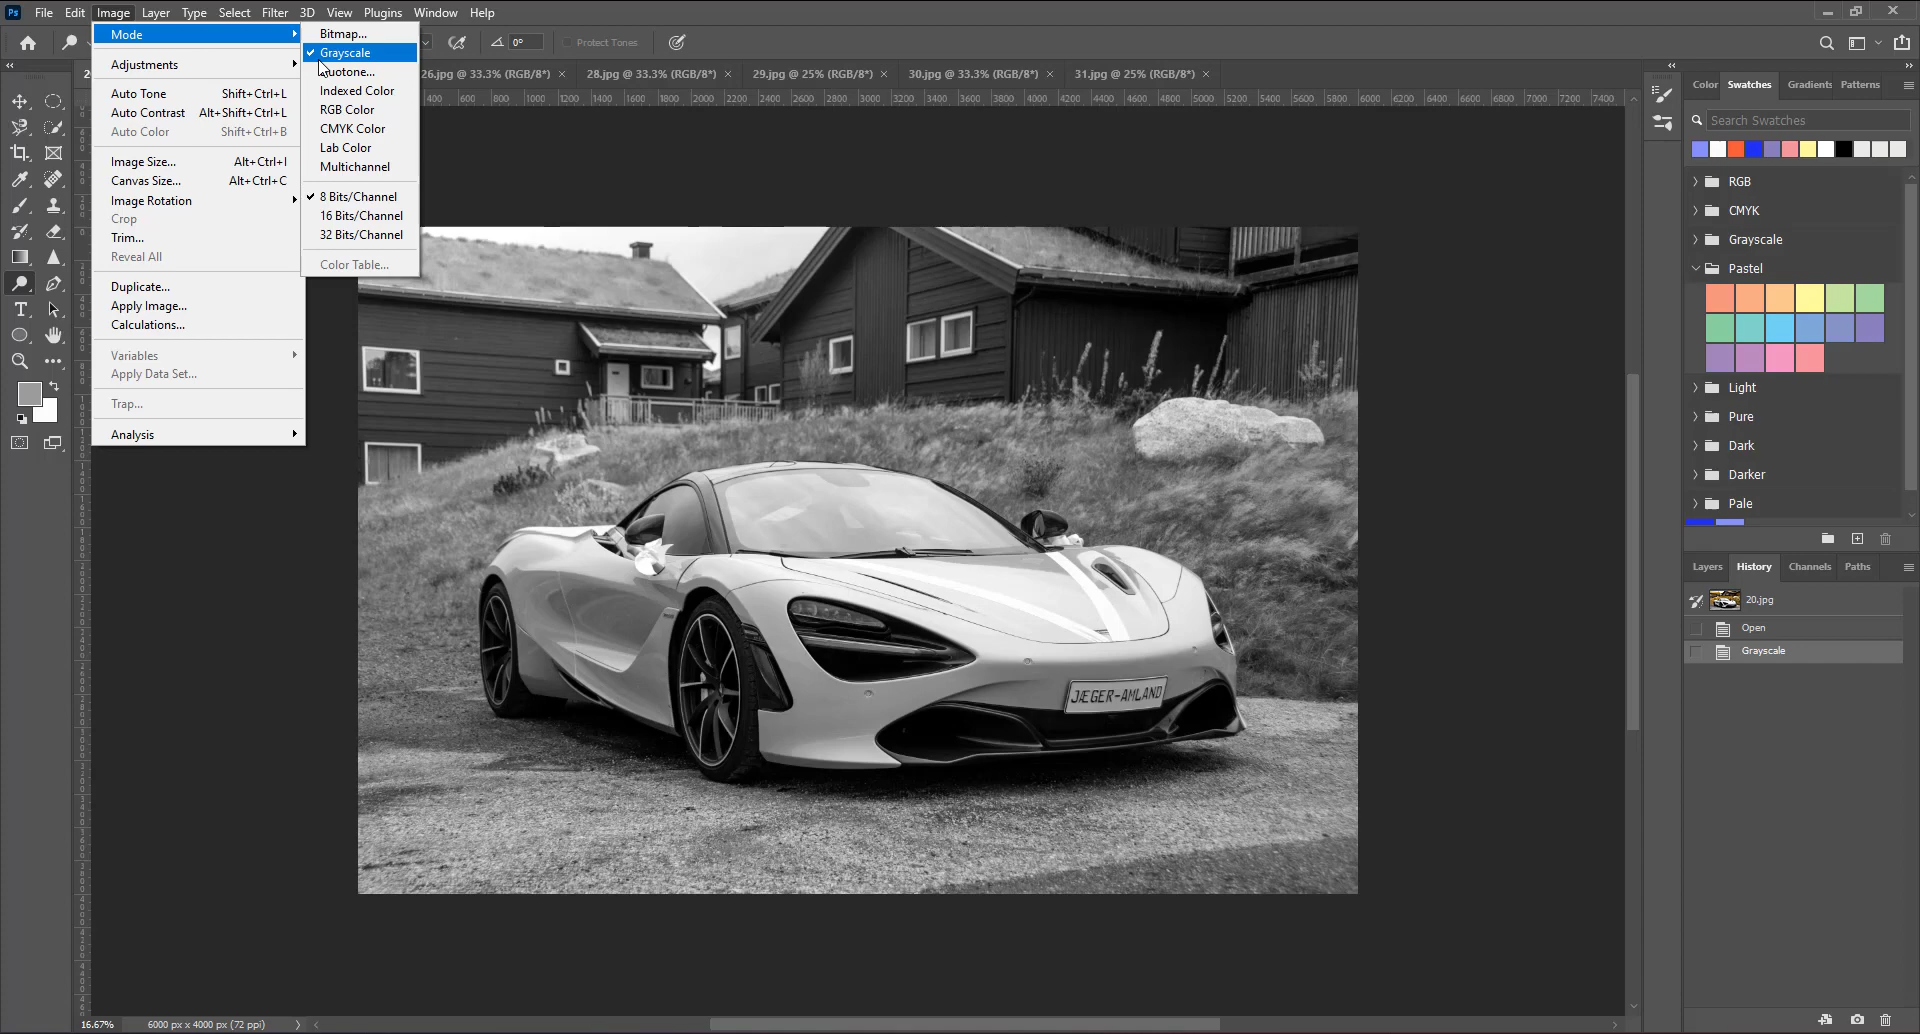 Ps File Edit Image Layer Type Select Filter 3D View Plugins Window Help
0° Protect Tones
26.jpg @ 33.3% (RGB/8*) × 28.jpg @ 33.3% (RGB/8*) × 29.jpg @ 25% (RGB/8*) × 30.jpg @ 33.3% (RGB/8*) × 31.jpg @ 25% (RGB/8*) ×
400 600 800 1000 1200 1400 1600 1800 2000 2200 2400 2600 2800 3000 3200 3400 3600 3800 4000 4200 4400 4600 4800 5000 5200 5400 5600 5800 6000 6200 6400 6600 6800 7000 7200 7400
Mode
Adjustments
Auto Tone Shift+Ctrl+L
Auto Contrast Alt+Shift+Ctrl+L
Auto Color Shift+Ctrl+B
Image Size... Alt+Ctrl+I
Canvas Size... Alt+Ctrl+C
Image Rotation
Crop
Trim...
Reveal All
Duplicate...
Apply Image...
Calculations...
Variables
Apply Data Set...
Trap...
Analysis
Bitmap...
Grayscale
uotone...
Indexed Color
RGB Color
CMYK Color
Lab Color
Multichannel
8 Bits/Channel
16 Bits/Channel
32 Bits/Channel
Color Table...
JÆGER-AMLAND
Color Swatches Gradients Patterns
Search Swatches
RGB
CMYK
Grayscale
Pastel
Light
Pure
Dark
Darker
Pale
Layers History Channels Paths
20.jpg
Open
Grayscale
16.67% 6000 px x 4000 px (72 ppi)